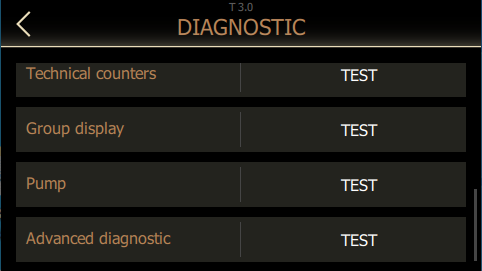 T 3.0
DIAGNOSTIC
Technical counters TEST
Group display TEST
Pump TEST
Advanced diagnostic TEST